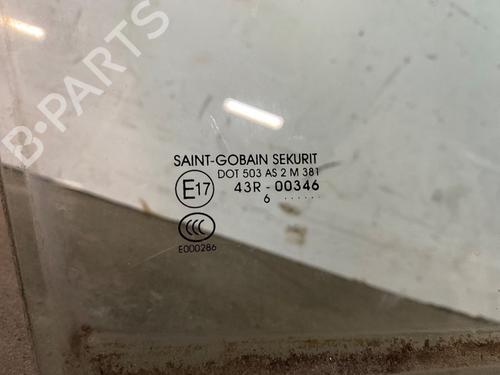 B-PARTS
SAINT-GOBAIN SEKURIT
DOT 503 AS 2 M 381
E17 43R - 00346
6 . ......
CCC
E000286